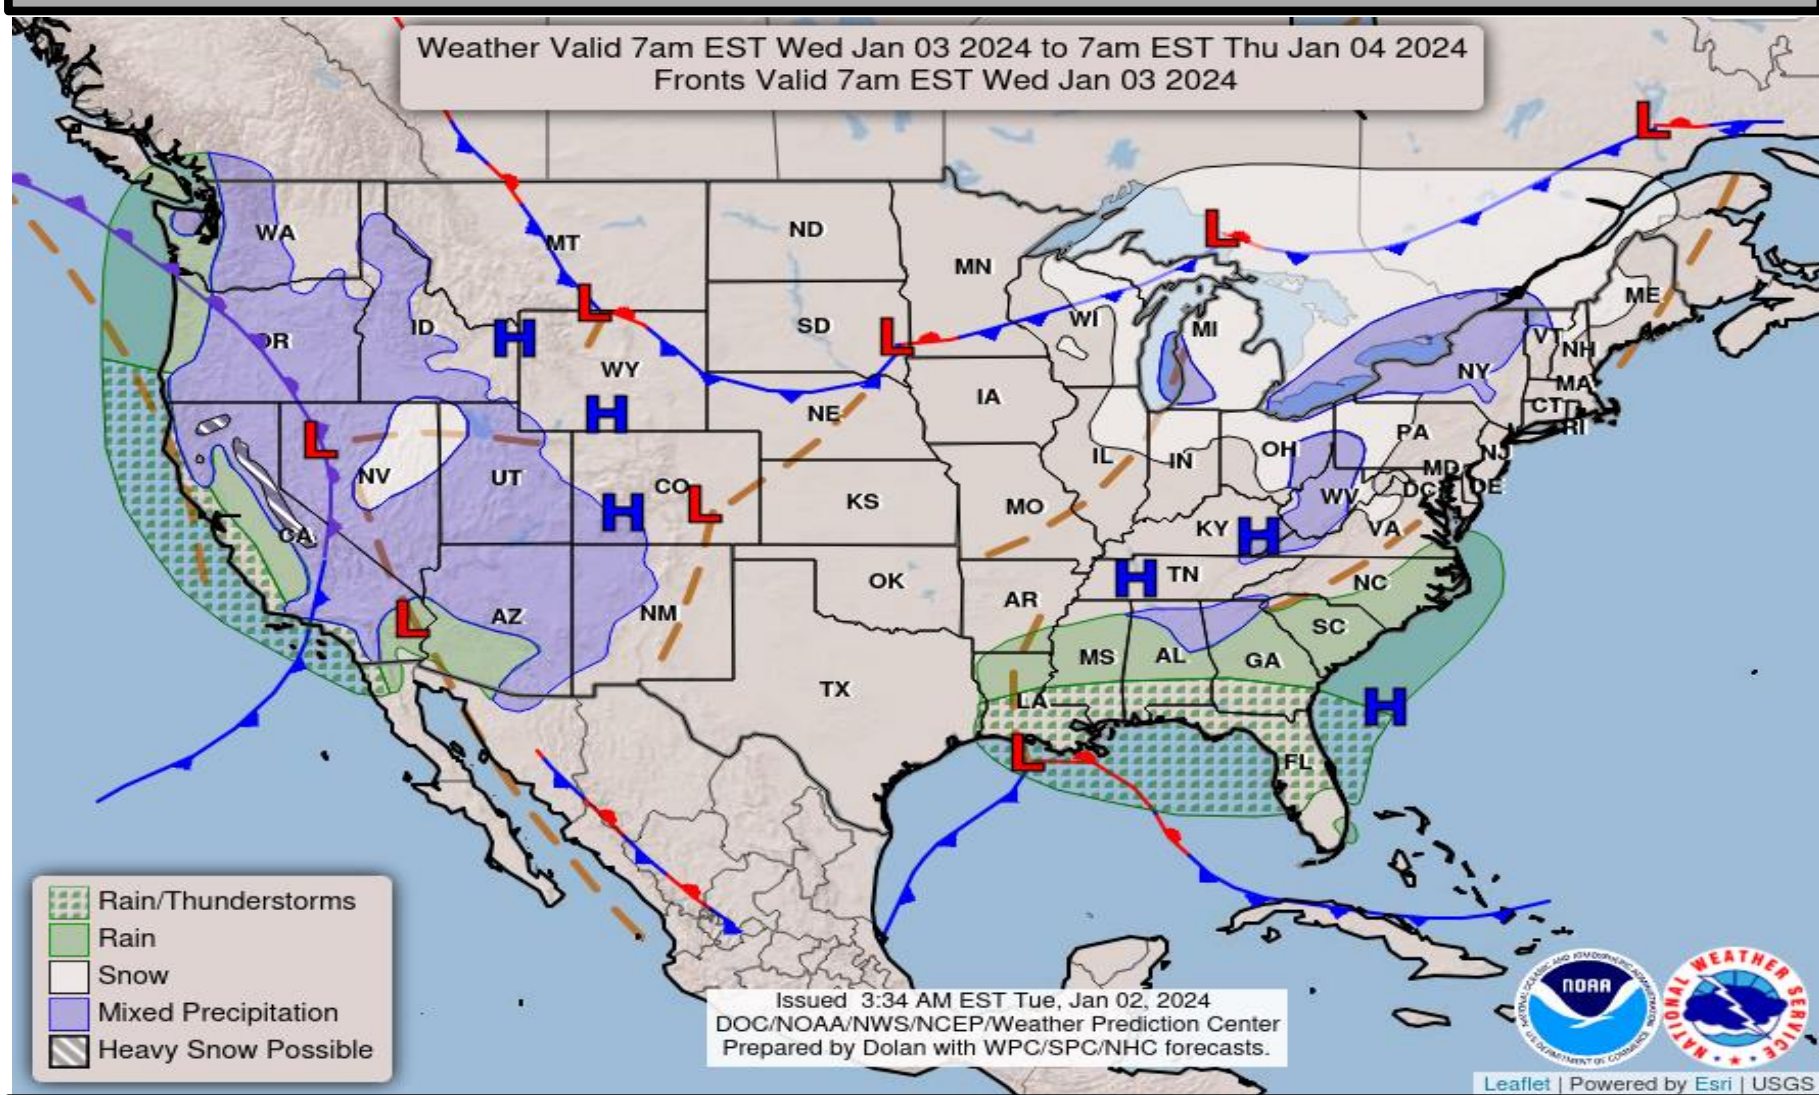 Weather Valid 7am EST Wed Jan 03 2024 to 7am EST Thu Jan 04 2024
Fronts Valid 7am EST Wed Jan 03 2024
L
WA
MT
ND
MN
L
OR
ID
H
L
WY
SD
L
WI
MI
ME
VT
NH
NY
MA
CT
RI
H
NE
IA
L
NV
UT
CO
L
H
KS
MO
IL
IN
OH
PA
NJ
MD
DC
DE
WV
VA
KY
H
CA
L
AZ
NM
OK
AR
H
TN
NC
SC
MS
AL
GA
TX
LA
H
L
FL
Rain/Thunderstorms
Rain
Snow
Mixed Precipitation
Heavy Snow Possible
Issued 3:34 AM EST Tue, Jan 02, 2024
DOC/NOAA/NWS/NCEP/Weather Prediction Center
Prepared by Dolan with WPC/SPC/NHC forecasts.
NOAA
NATIONAL WEATHER SERVICE
Leaflet | Powered by Esri | USGS